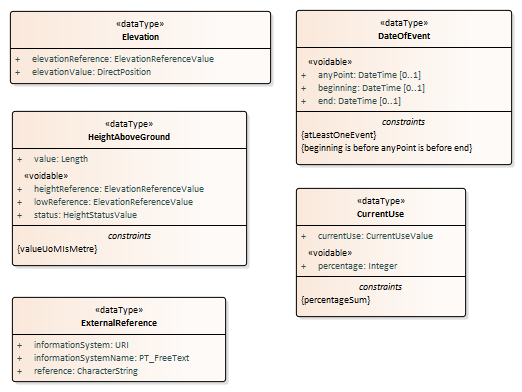 «dataType»
Elevation
+ elevationReference: ElevationReferenceValue
+ elevationValue: DirectPosition
«dataType»
DateOfEvent
«voidable»
+ anyPoint: DateTime [0..1]
+ beginning: DateTime [0..1]
+ end: DateTime [0..1]
constraints
{atLeastOneEvent}
{beginning is before anyPoint is before end}
«dataType»
HeightAboveGround
+ value: Length
«voidable»
+ heightReference: ElevationReferenceValue
+ lowReference: ElevationReferenceValue
+ status: HeightStatusValue
constraints
{valueUoMIsMetre}
«dataType»
CurrentUse
+ currentUse: CurrentUseValue
«voidable»
+ percentage: Integer
constraints
{percentageSum}
«dataType»
ExternalReference
+ informationSystem: URI
+ informationSystemName: PT_FreeText
+ reference: CharacterString